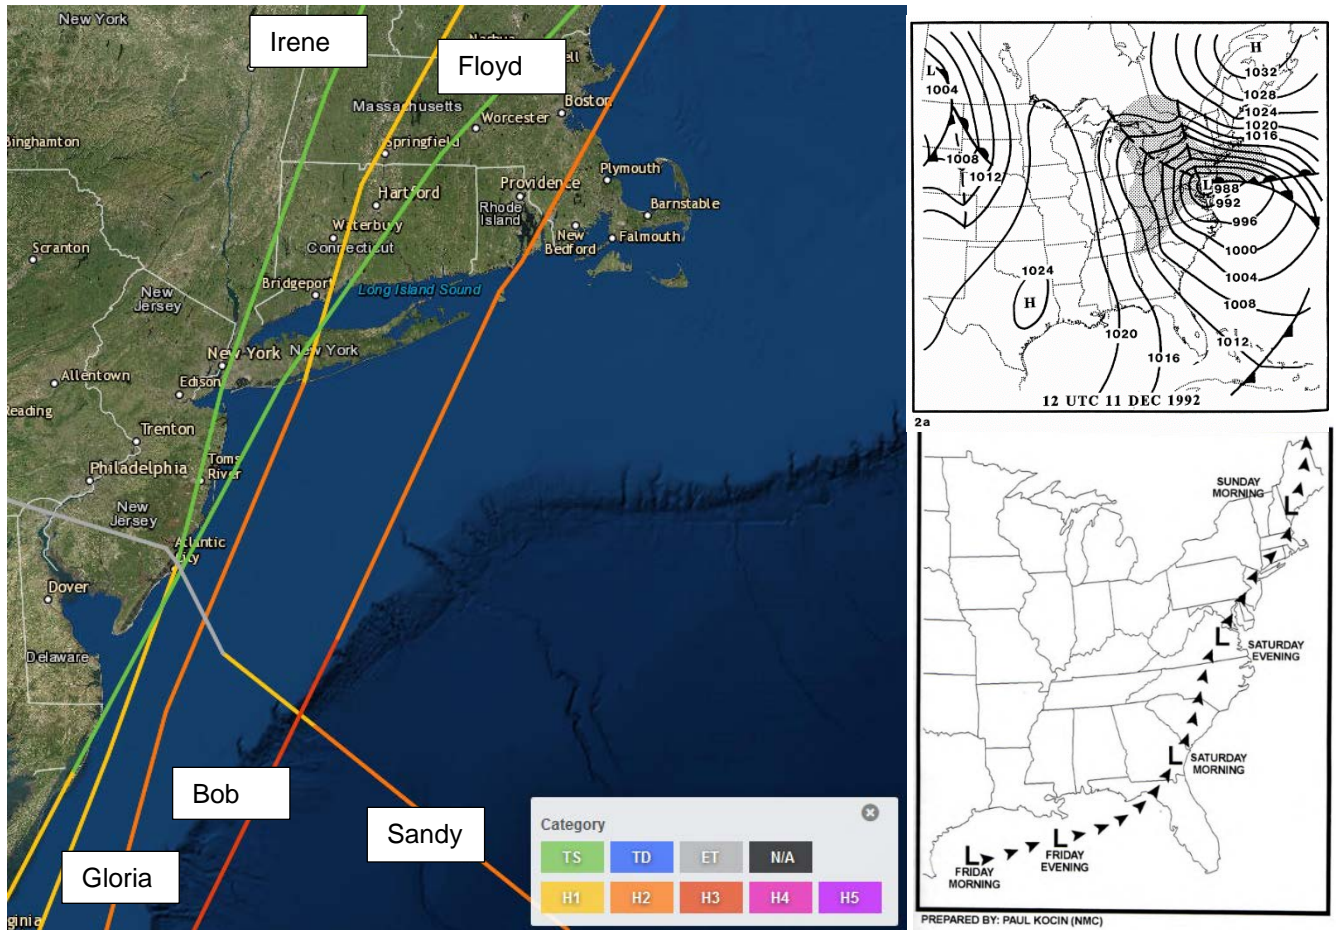 New York
Irene
Nashua
Floyd
ell
Massachusetts
Boston
Worcester
Binghamton
Springfield
Plymouth
Hartford
Providence
Rhode
Island
Barnstable
Waterbury
Connecticut
New
Bedford
Falmouth
Scranton
Bridgeport
Long Island Sound
New
Jersey
New York
New York
Allentown
Edison
Reading
Trenton
Philadelphia
Toms
River
New
Jersey
Atlantic
City
Dover
Delaware
Bob
Sandy
Gloria
ginia
Category
TS
TD
ET
N/A
H1
H2
H3
H4
H5
H
1032
L
1004
1028
1024
1020
1016
1008
1012
L
988
992
996
1000
1024
1004
H
1008
1020
1012
1016
12 UTC 11 DEC 1992
2a
SUNDAY
MORNING
L
L
SATURDAY
EVENING
L
SATURDAY
MORNING
L
L
FRIDAY
EVENING
FRIDAY
MORNING
PREPARED BY: PAUL KOCIN (NMC)